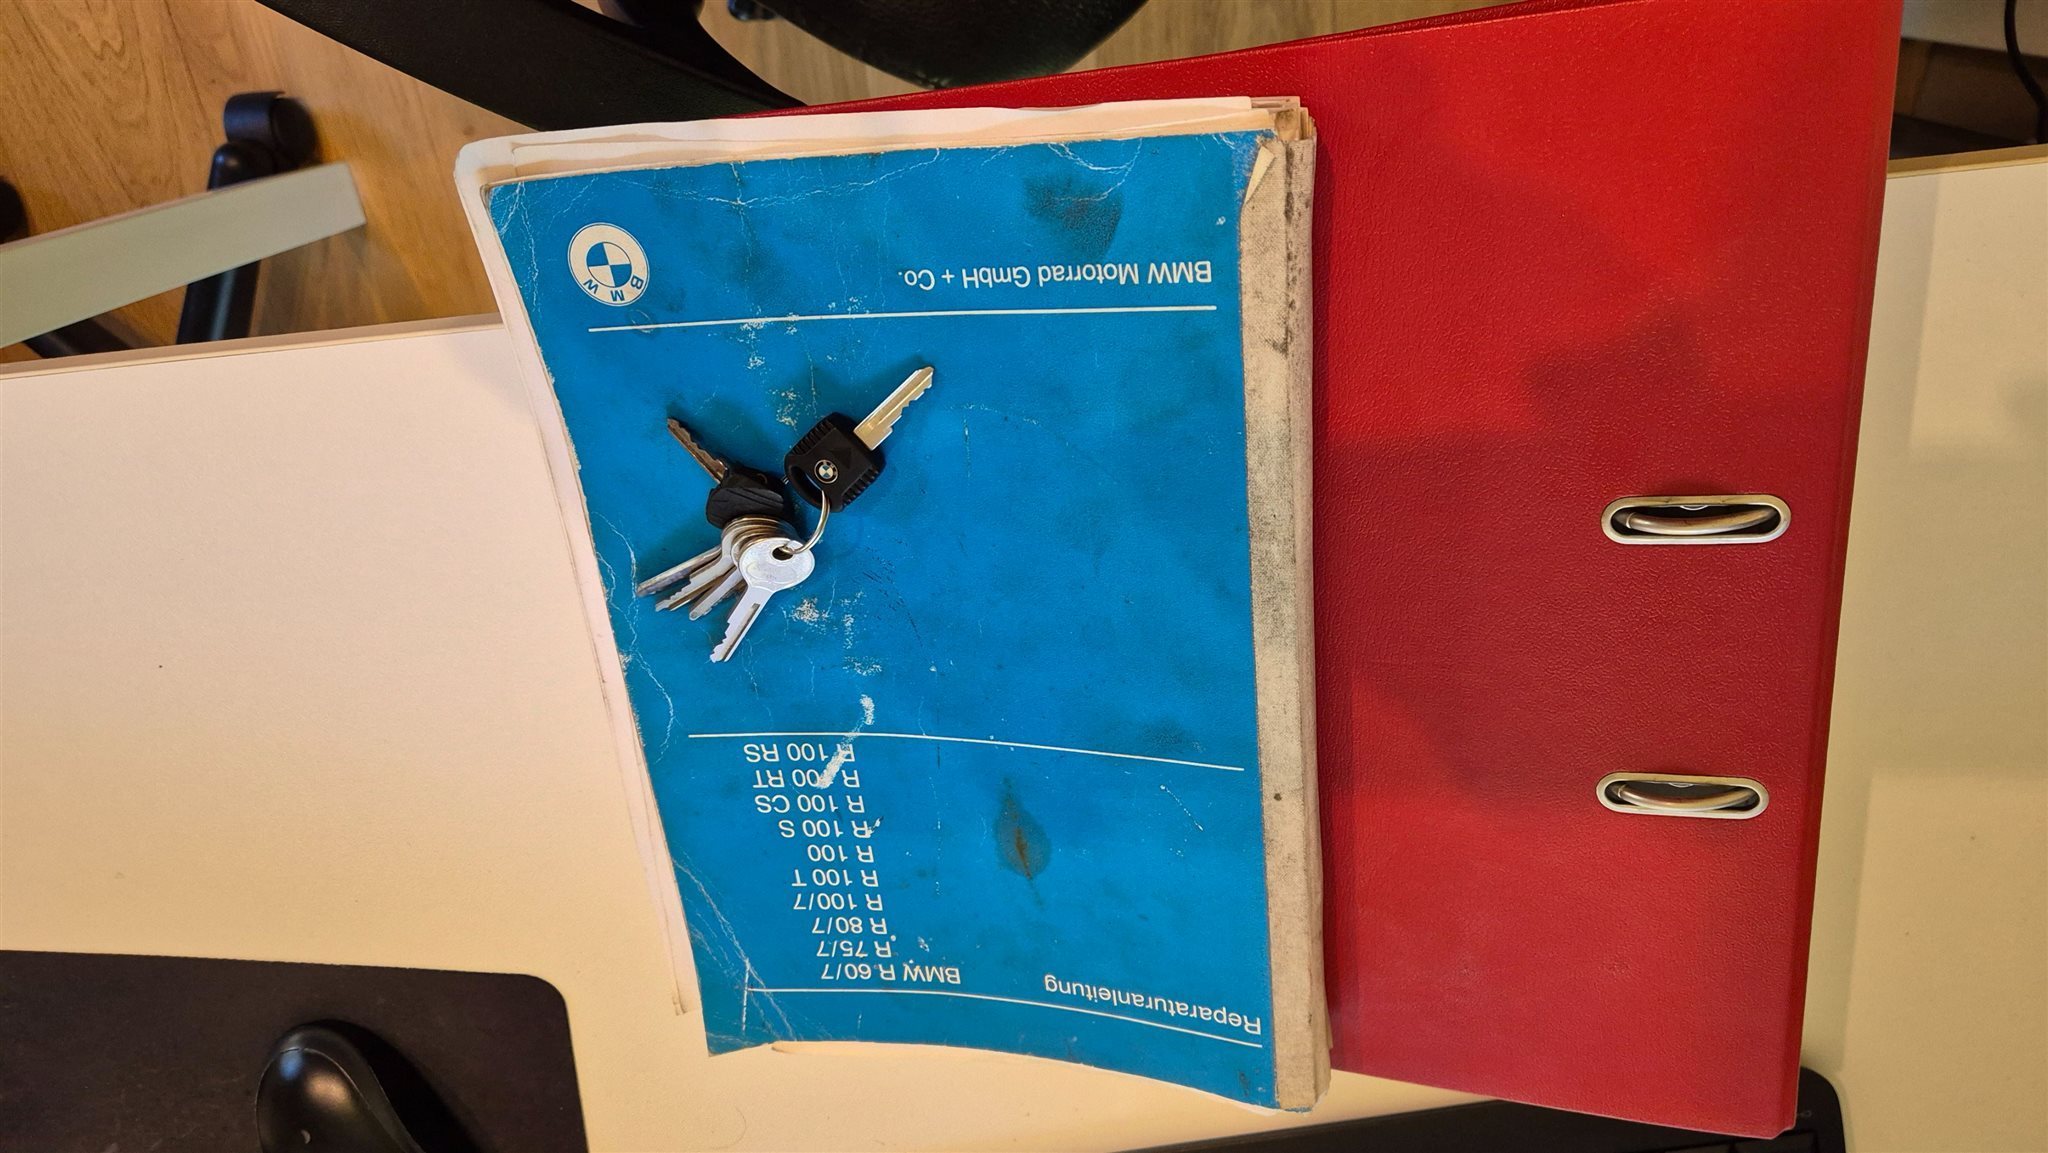 BMW Motorrad GmbH + Co.
BMW
Reparaturanleitung
BMW R 60/7
R 75/7
R 80/7
R 100/7
R 100 T
R 100
R 100 S
R 100 CS
R 100 RT
R 100 RS